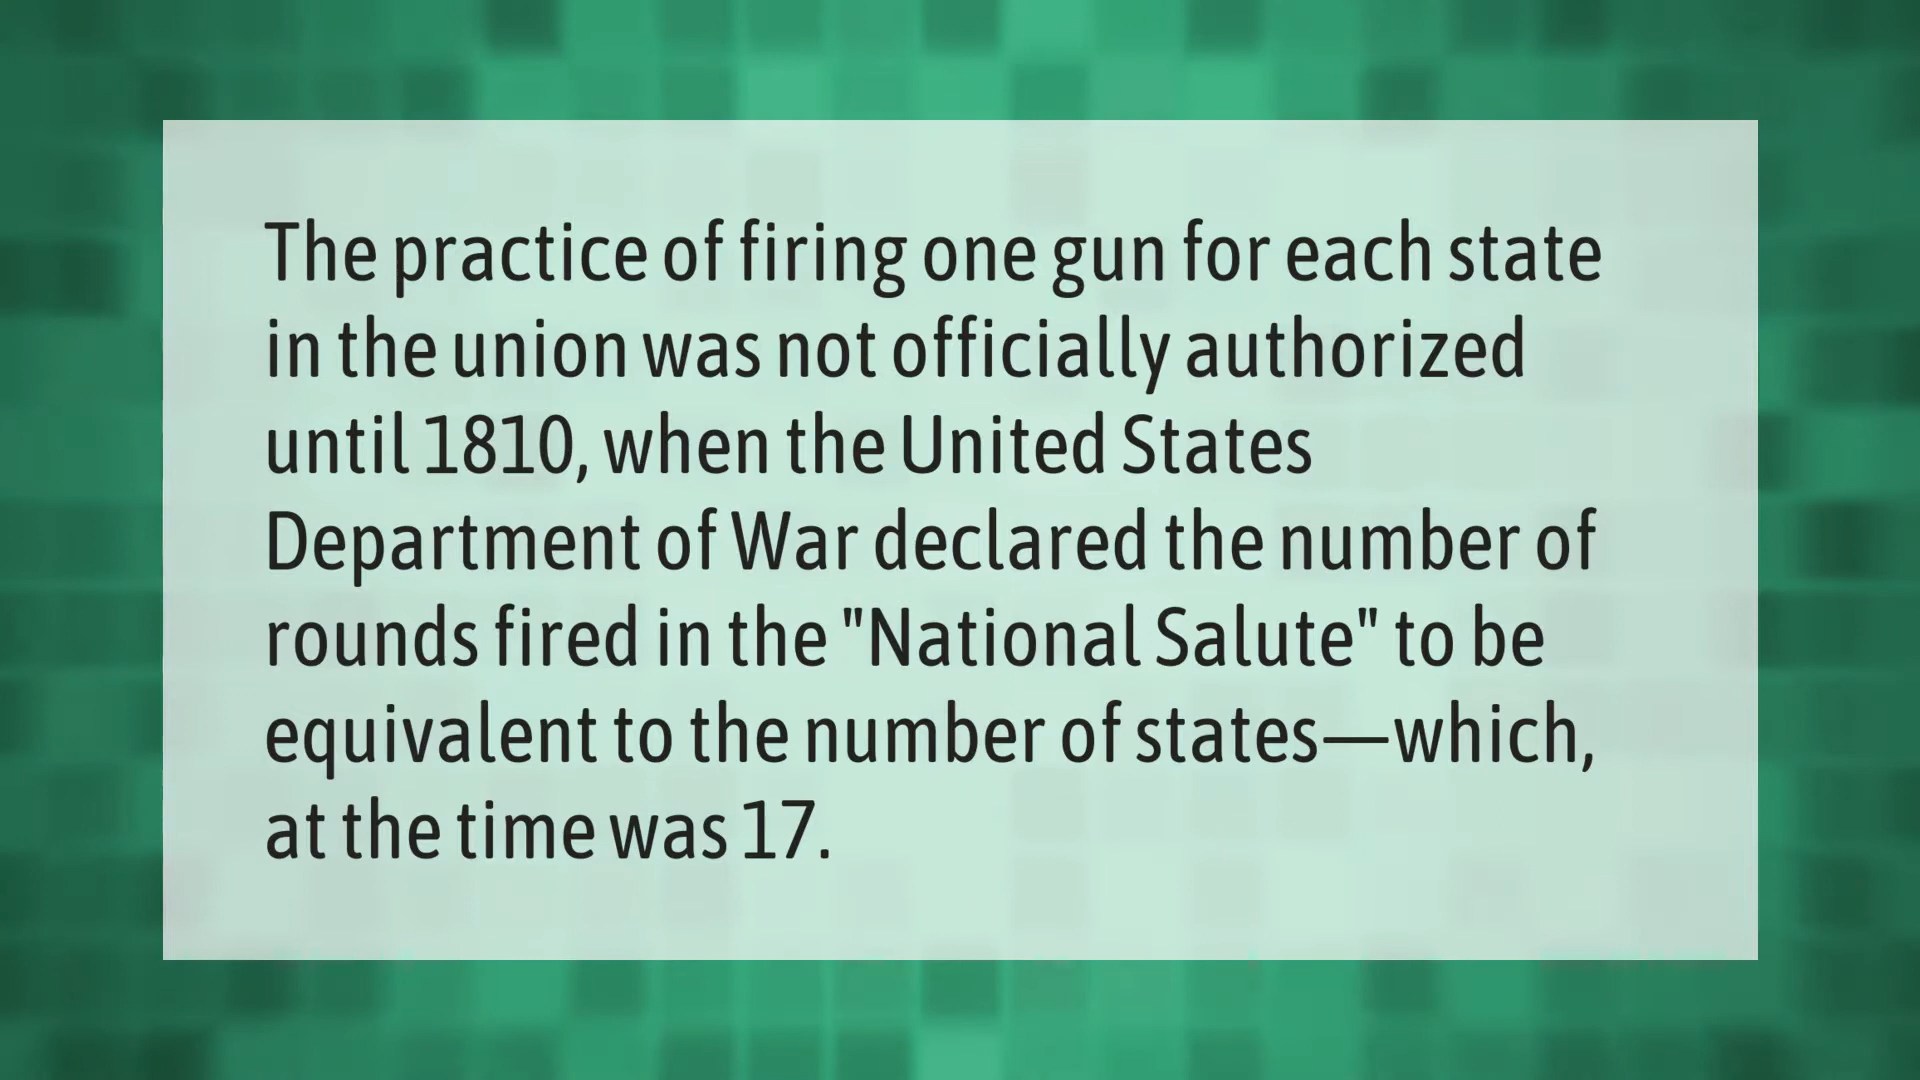 The practice of firing one gun for each state
in the union was not officially authorized
until 1810, when the United States
Department of War declared the number of
rounds fired in the "National Salute" to be
equivalent to the number of states—which,
at the time was 17.